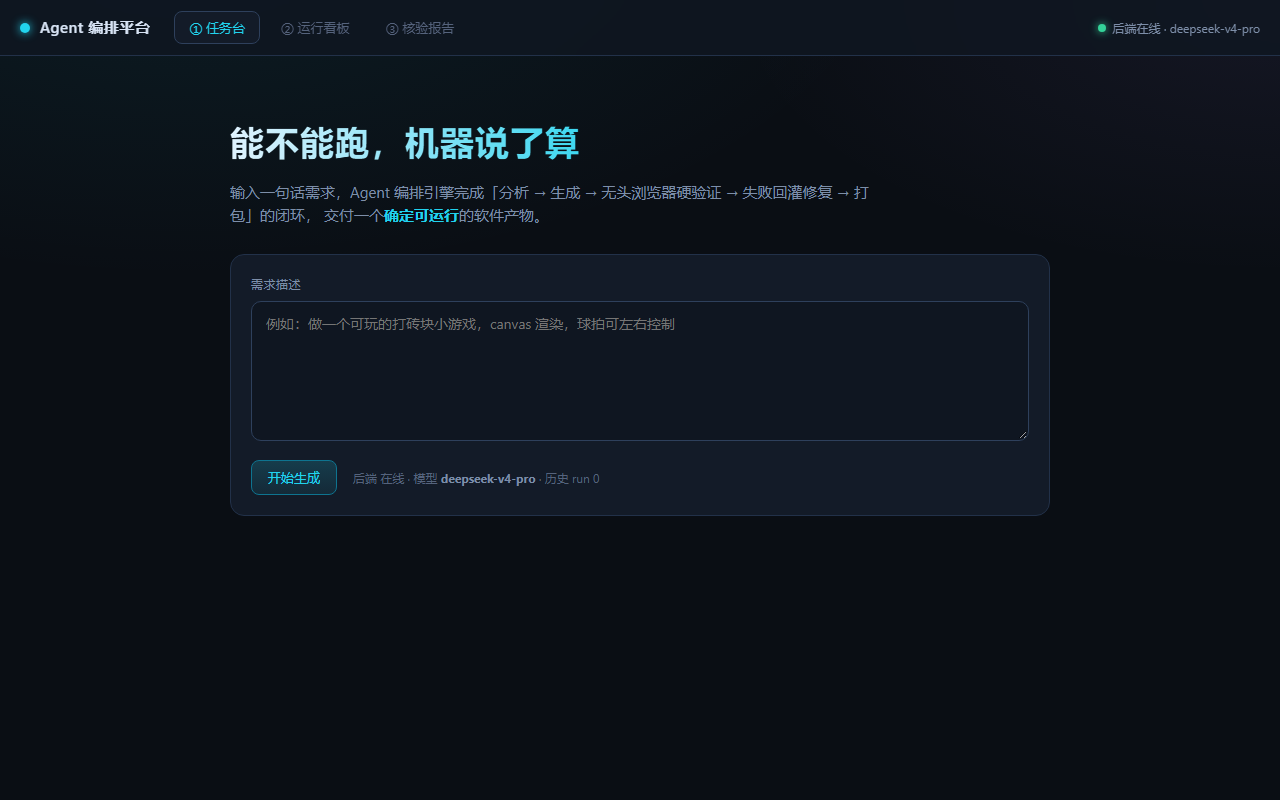 Agent 编排平台
① 任务台
② 运行看板
③ 核验报告
后端在线 · deepseek-v4-pro
能不能跑，机器说了算
输入一句话需求，Agent 编排引擎完成「分析 → 生成 → 无头浏览器硬验证 → 失败回灌修复 → 打
包」的闭环， 交付一个确定可运行的软件产物。
需求描述
例如：做一个可玩的打砖块小游戏，canvas 渲染，球拍可左右控制
开始生成
后端 在线 · 模型 deepseek-v4-pro · 历史 run 0